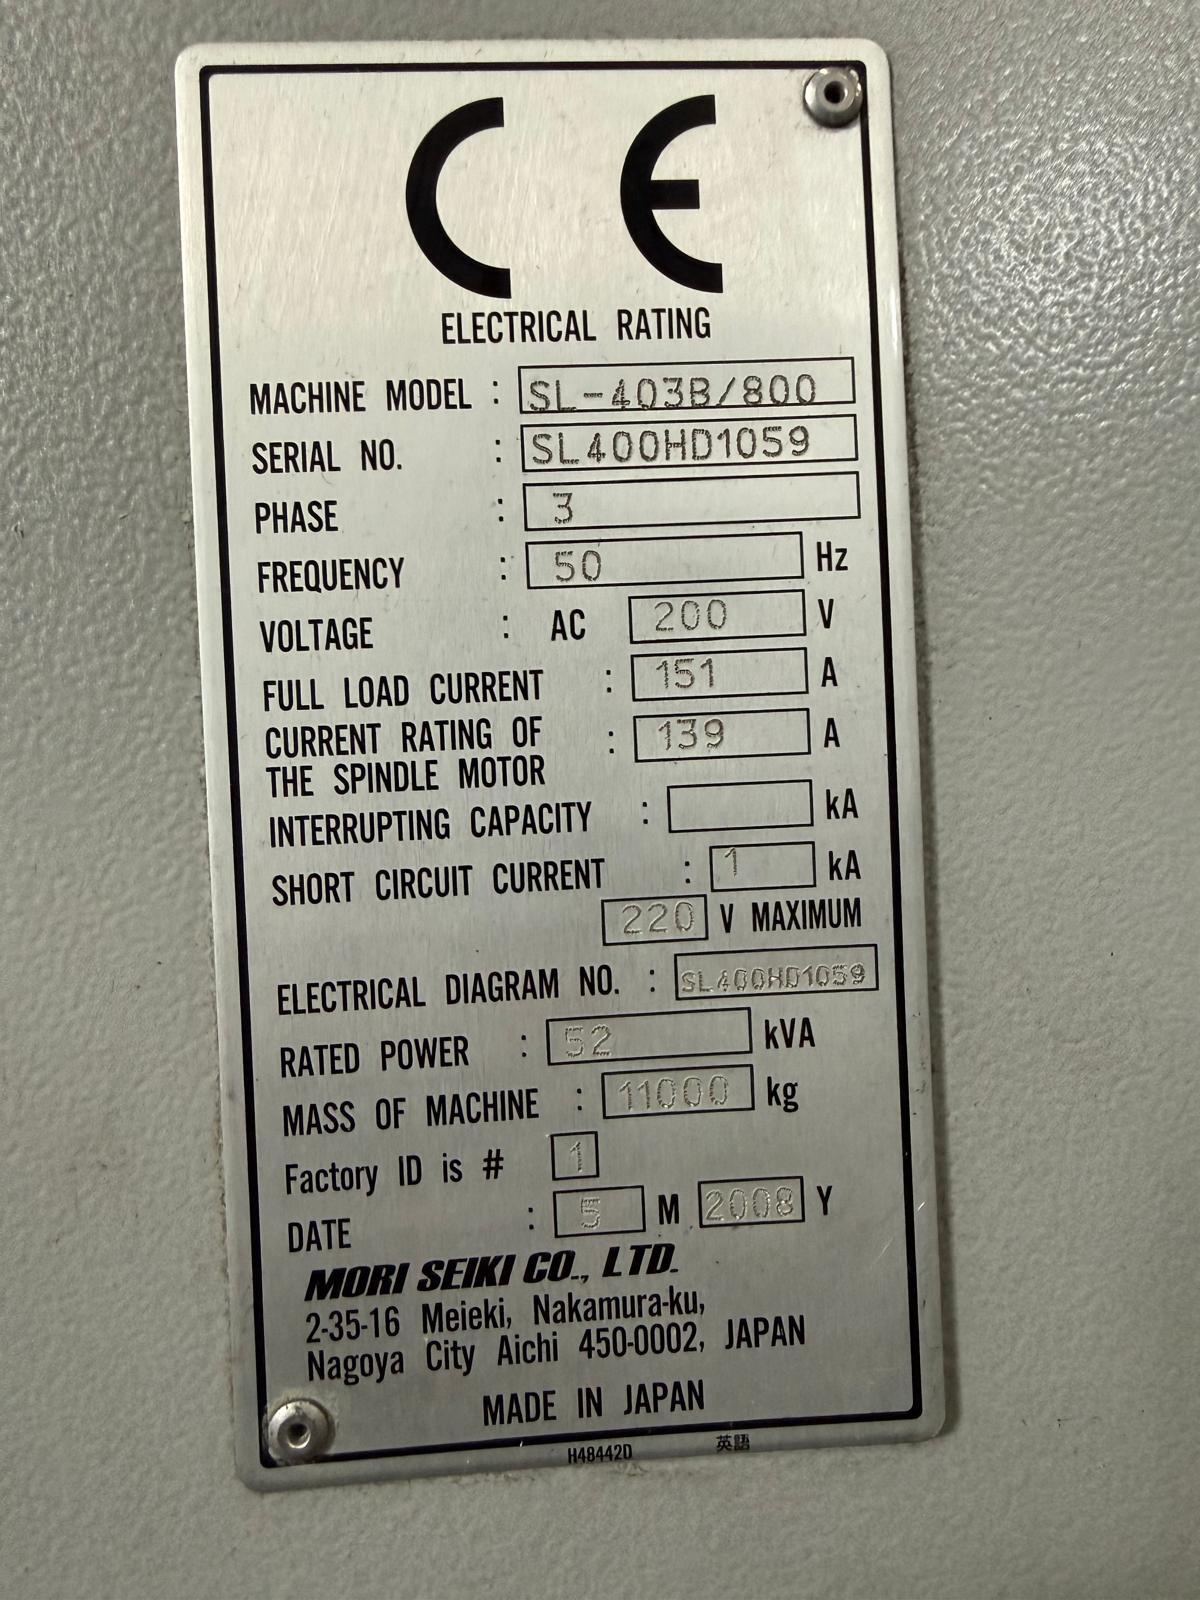 CE
ELECTRICAL RATING
MACHINE MODEL : SL-403B/800
SERIAL NO. : SL400HD1059
PHASE : 3
FREQUENCY : 50 Hz
VOLTAGE : AC 200 V
FULL LOAD CURRENT : 151 A
CURRENT RATING OF : 139 A
THE SPINDLE MOTOR
INTERRUPTING CAPACITY : kA
SHORT CIRCUIT CURRENT : 1 kA
220 V MAXIMUM
ELECTRICAL DIAGRAM NO. : SL400HD1059
RATED POWER : 52 kVA
MASS OF MACHINE : 11000 kg
Factory ID is # 1
DATE : 5 M 2008 Y
MORI SEIKI CO., LTD.
2-35-16 Meieki, Nakamura-ku,
Nagoya City Aichi 450-0002, JAPAN
MADE IN JAPAN
H48442D 英語